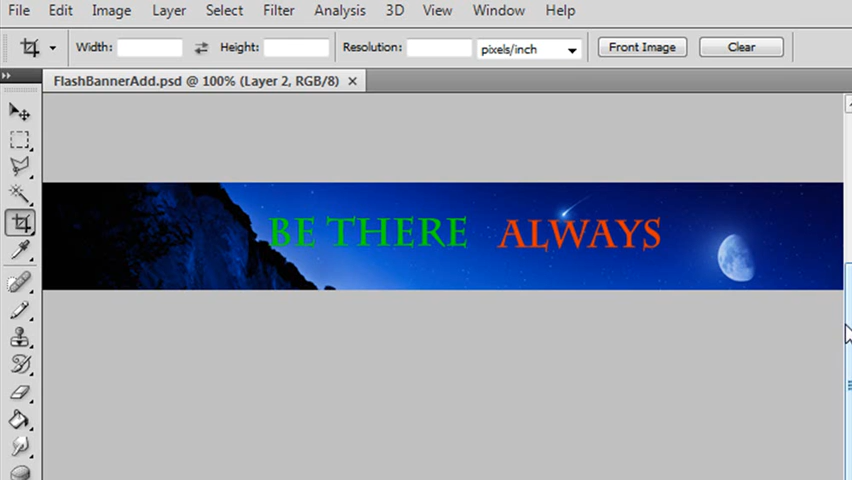 File Edit Image Layer Select Filter Analysis 3D View Window Help
Width: Height: Resolution: pixels/inch Front Image Clear
FlashBannerAdd.psd @ 100% (Layer 2, RGB/8) ×
BE THERE ALWAYS